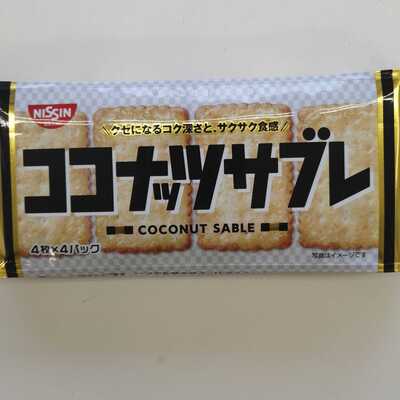 NISSIN
\クセになるコク深さと、サクサク食感/
ココナッツサブレ
COCONUT SABLE
4枚×4パック
写真はイメージです